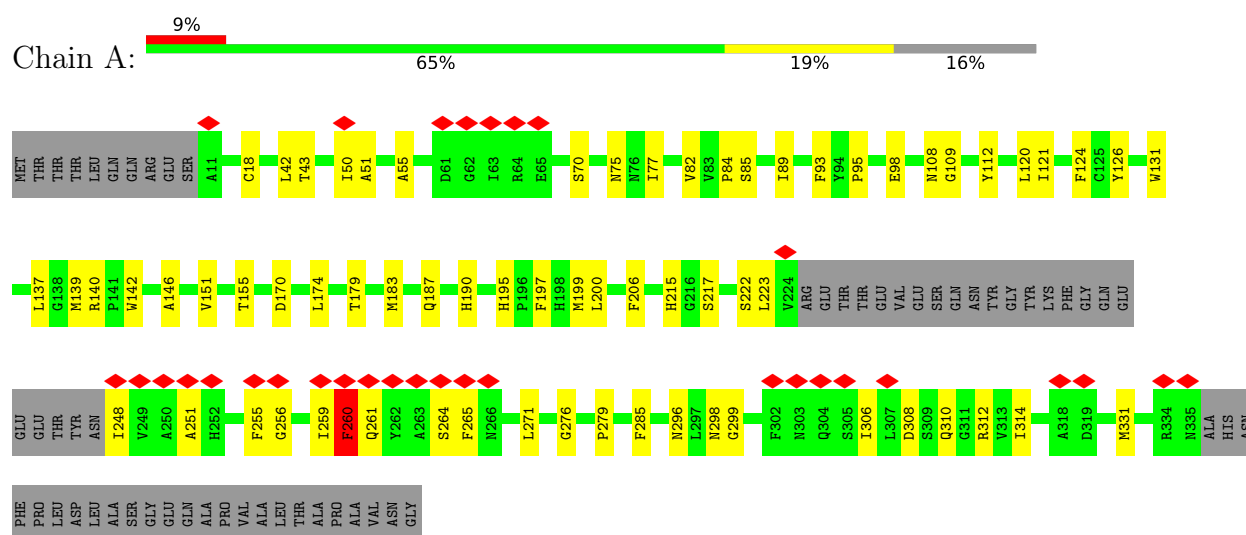 9%
Chain A:
65% 19% 16%
MET THR THR THR LEU GLN GLN ARG GLU SER A11 C18 L42 T43 I50 A51 A55 D61 G62 I63 R64 E65 S70 N75 N76 I77 V82 V83 P84 S85 I89 F93 Y94 P95 E98 N108 G109 Y112 L120 I121 F124 C125 Y126 W131
L137 G138 M139 R140 P141 W142 A146 V151 T155 D170 L174 T179 M183 Q187 H190 H195 P196 F197 H198 M199 L200 F206 H215 G216 S217 S222 L223 V224 ARG GLU THR THR GLU VAL GLU SER GLN ASN TYR GLY TYR LYS PHE GLY GLN GLU
GLU GLU THR TYR ASN I248 V249 A250 A251 H252 F255 G256 I259 F260 Q261 Y262 A263 S264 F265 N266 L271 G276 P279 F285 N296 L297 N298 G299 F302 N303 Q304 S305 I306 L307 D308 S309 Q310 G311 R312 V313 I314 A318 D319 M331 R334 N335 ALA HIS ASN
PHE PRO LEU ASP LEU ALA SER GLY GLU GLN ALA PRO VAL ALA LEU THR ALA PRO ALA VAL ASN GLY